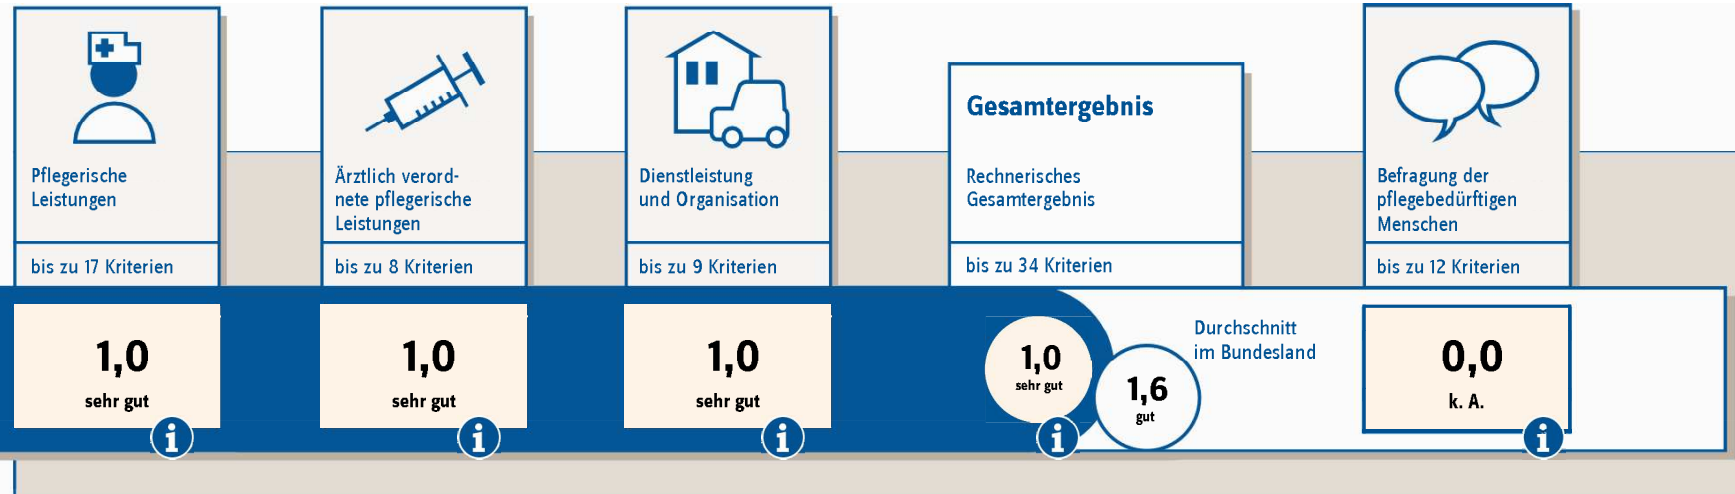 Pflegerische
Leistungen
bis zu 17 Kriterien
1,0
sehr gut
Ärztlich verord-
nete pflegerische
Leistungen
bis zu 8 Kriterien
1,0
sehr gut
Dienstleistung
und Organisation
bis zu 9 Kriterien
1,0
sehr gut
Gesamtergebnis
Rechnerisches
Gesamtergebnis
bis zu 34 Kriterien
1,0
sehr gut
1,6
gut
Durchschnitt
im Bundesland
Befragung der
pflegebedürftigen
Menschen
bis zu 12 Kriterien
0,0
k. A.